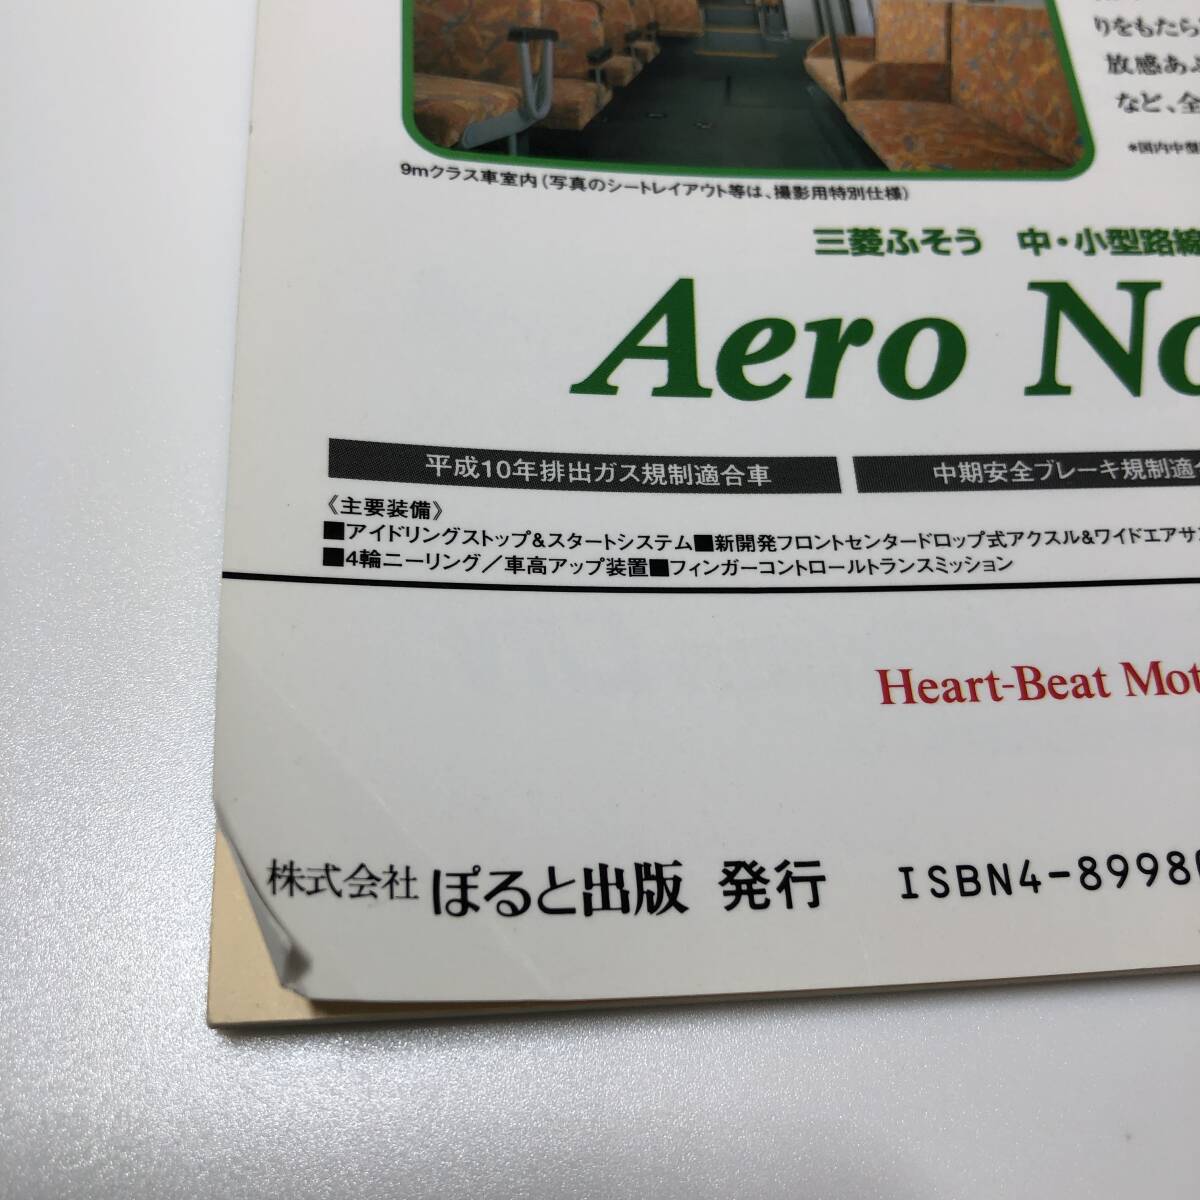 りをもたら
放感あふ
など、全
*国内中型
9mクラス車室内(写真のシートレイアウト等は、撮影用特別仕様)
三菱ふそう 中・小型路線
Aero No
平成10年排出ガス規制適合車
中期安全ブレーキ規制適合
《主要装備》
■アイドリングストップ&スタートシステム■新開発フロントセンタードロップ式アクスル&ワイドエアサス
■4輪ニーリング/車高アップ装置■フィンガーコントロールトランスミッション
Heart-Beat Mot
株式会社 ぽると出版 発行 ISBN4-89980